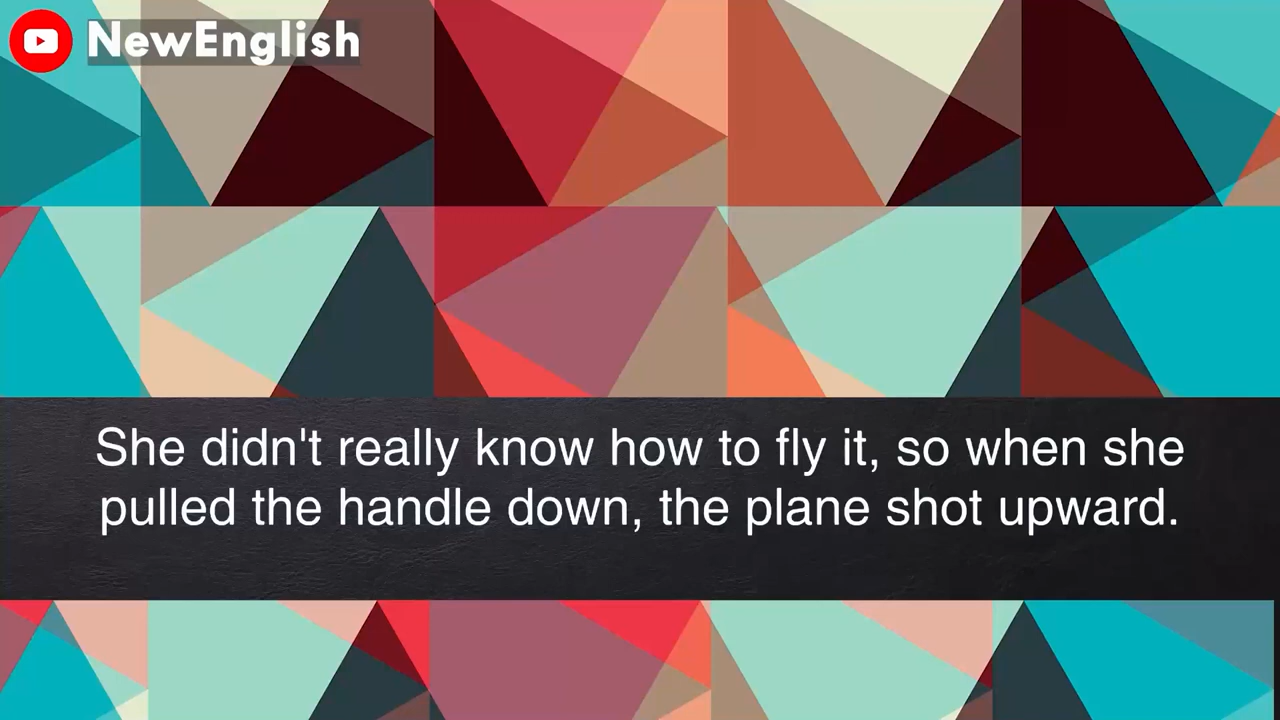 NewEnglish
She didn't really know how to fly it, so when she
pulled the handle down, the plane shot upward.